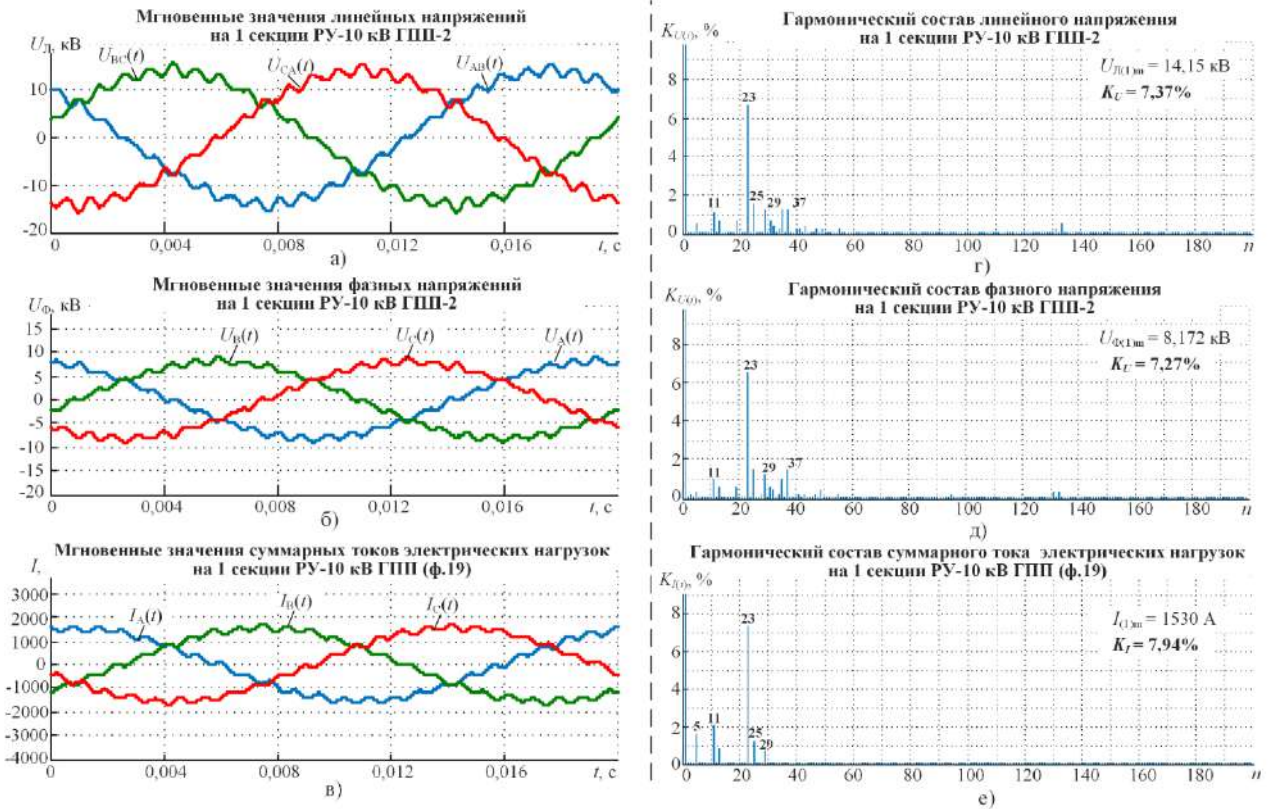 Мгновенные значения линейных напряжений
на 1 секции РУ-10 кВ ГПП-2
U_Л, кВ
20
10
0
-10
-20
U_BC(t)
U_CA(t)
U_AB(t)
0
0,004
0,008
0,012
0,016
t, с
а)
Мгновенные значения фазных напряжений
на 1 секции РУ-10 кВ ГПП-2
U_Ф, кВ
15
10
5
0
-5
-10
-15
-20
U_B(t)
U_C(t)
U_A(t)
0
0,004
0,008
0,012
0,016
t, с
б)
Мгновенные значения суммарных токов электрических нагрузок
на 1 секции РУ-10 кВ ГПП (ф.19)
I,
3000
2000
1000
0
-1000
-2000
-3000
-4000
I_A(t)
I_B(t)
I_C(t)
0
0,004
0,008
0,012
0,016
t, с
в)
Гармонический состав линейного напряжения
на 1 секции РУ-10 кВ ГПП-2
K_U(i), %
8
6
4
2
0
23
11
25
29
37
U_Л(1)m = 14,15 кВ
K_U = 7,37%
0
20
40
60
80
100
120
140
160
180
n
г)
Гармонический состав фазного напряжения
на 1 секции РУ-10 кВ ГПП-2
K_U(i), %
8
6
4
2
0
23
11
29
37
U_Ф(1)m = 8,172 кВ
K_U = 7,27%
0
20
40
60
80
100
120
140
160
180
n
д)
Гармонический состав суммарного тока электрических нагрузок
на 1 секции РУ-10 кВ ГПП (ф.19)
K_I(i), %
8
6
4
2
0
23
5
11
25
29
I_(1)m = 1530 А
K_I = 7,94%
0
20
40
60
80
100
120
140
160
180
n
е)